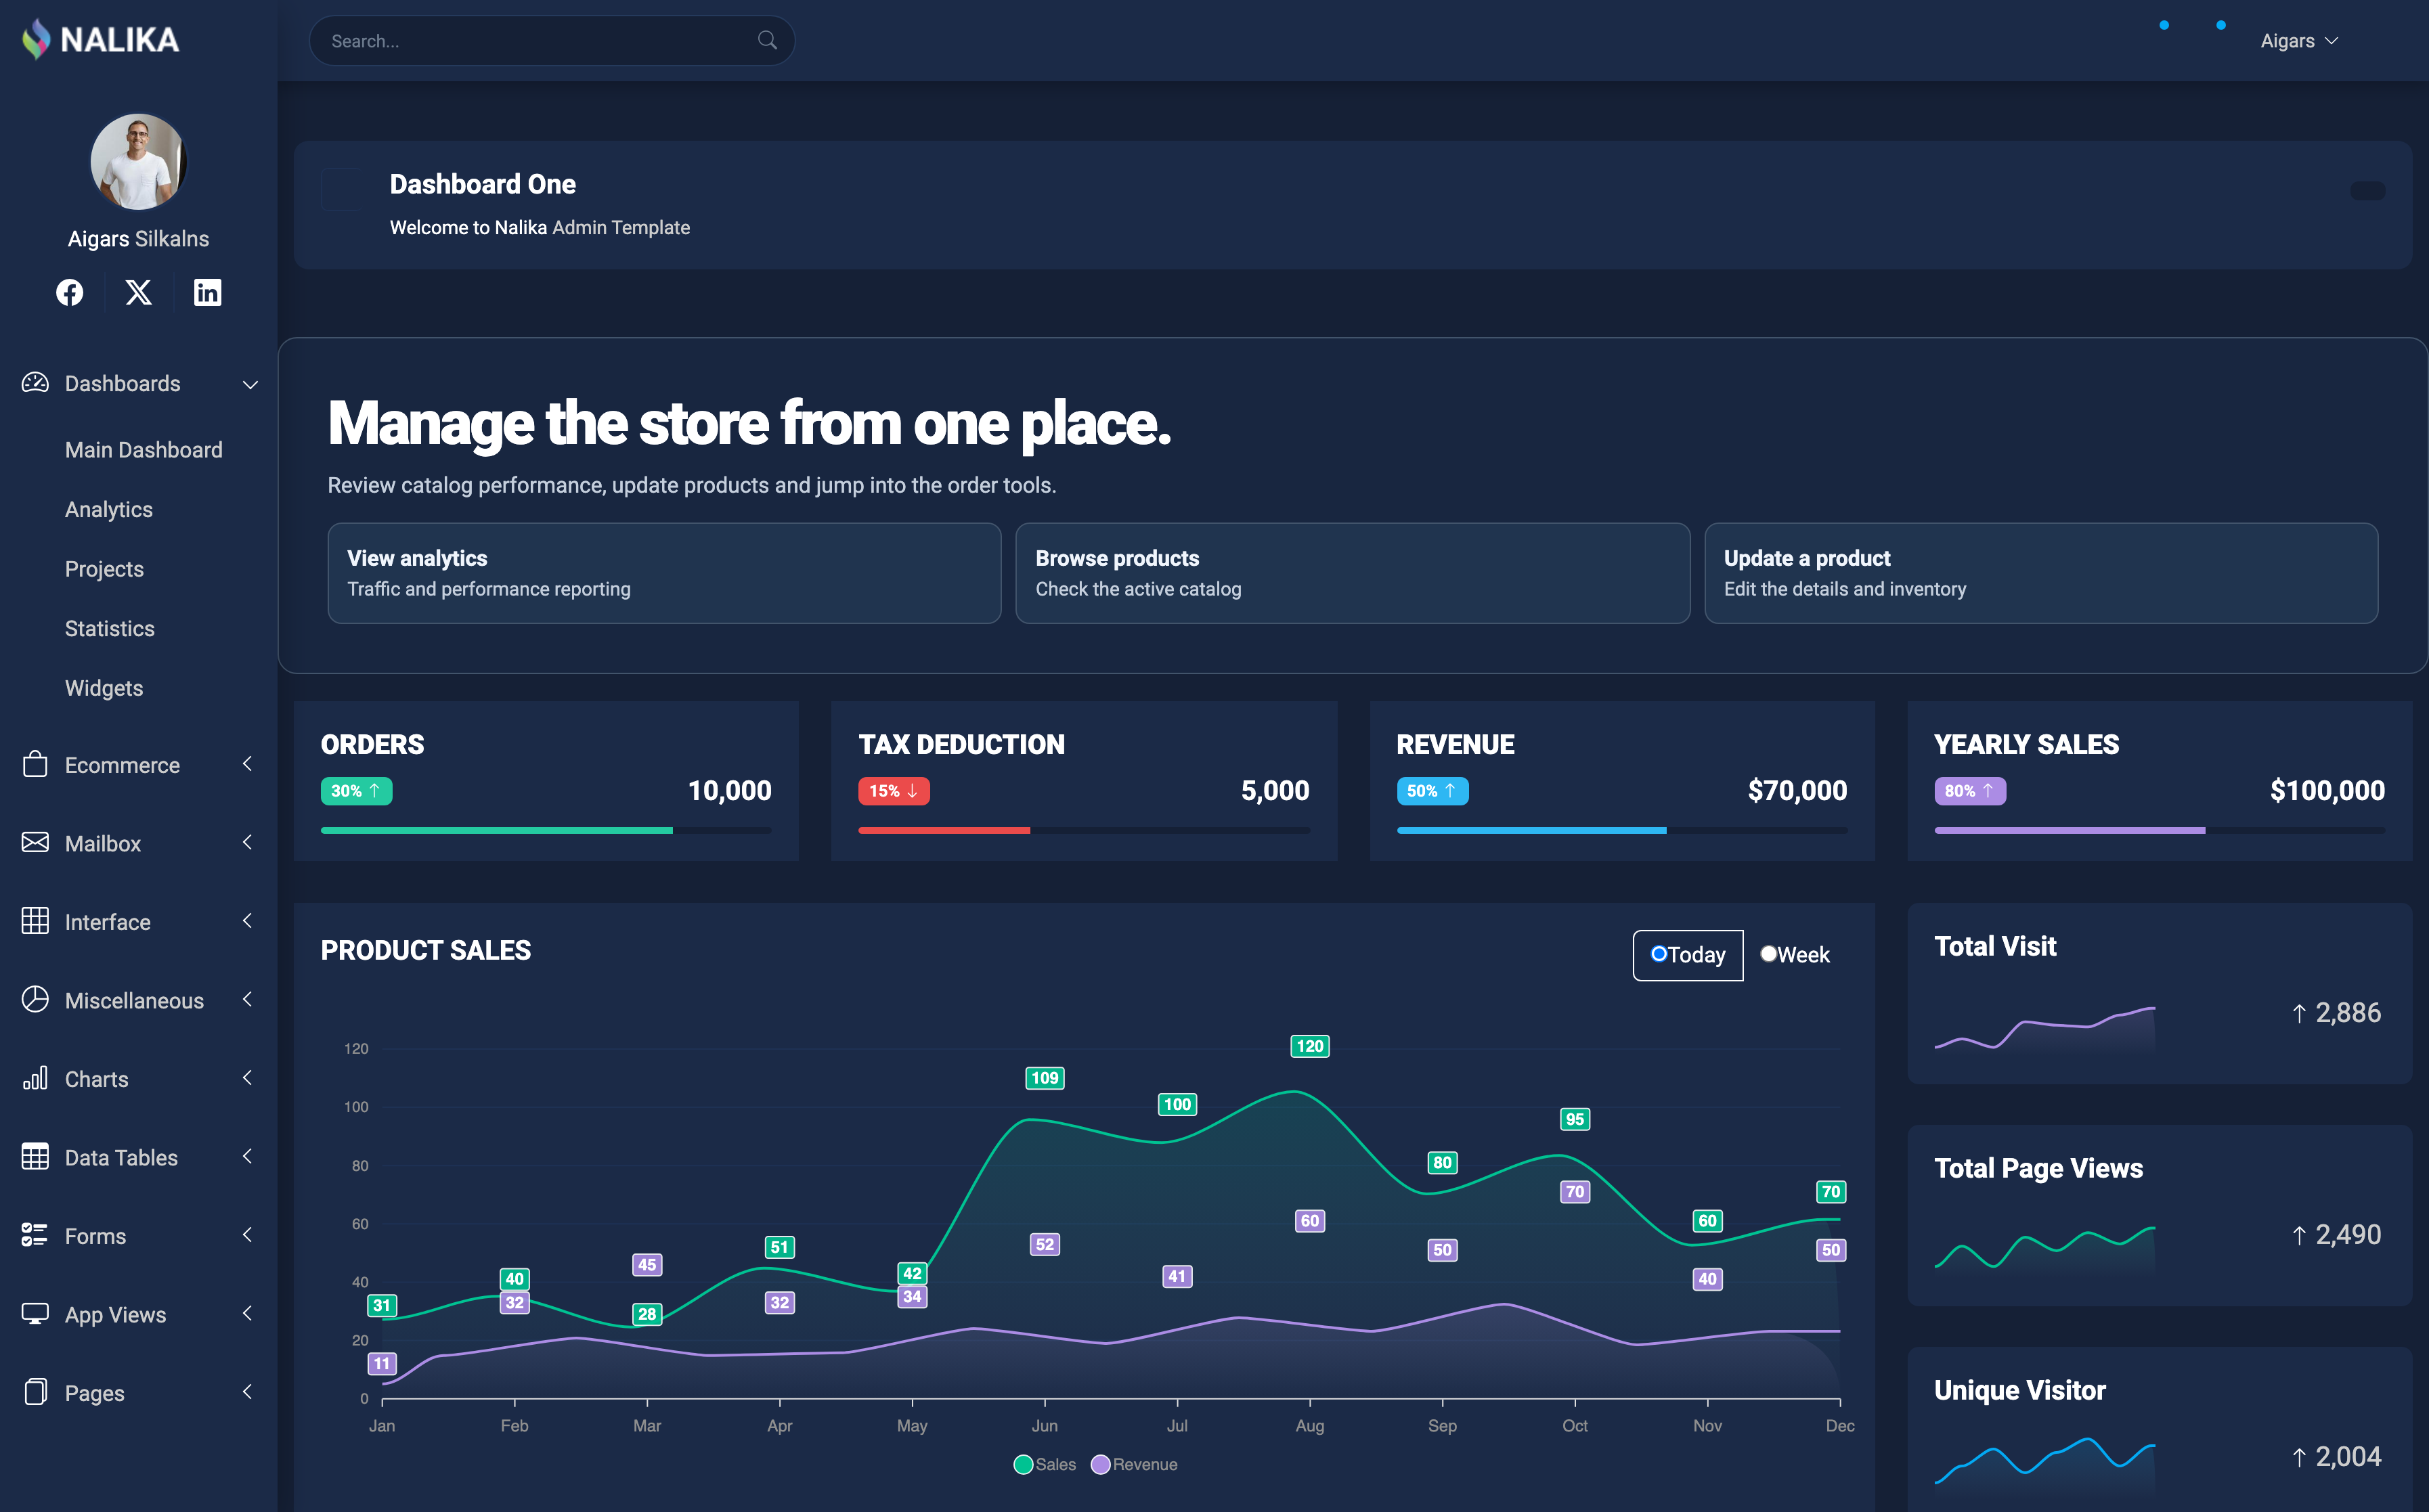 NALIKA
Search...
Aigars
Aigars Silkalns
Dashboards
Main Dashboard
Analytics
Projects
Statistics
Widgets
Ecommerce
Mailbox
Interface
Miscellaneous
Charts
Data Tables
Forms
App Views
Pages
Dashboard One
Welcome to Nalika Admin Template
Manage the store from one place.
Review catalog performance, update products and jump into the order tools.
View analytics
Traffic and performance reporting
Browse products
Check the active catalog
Update a product
Edit the details and inventory
ORDERS
30% ↑ 10,000
TAX DEDUCTION
15% ↓ 5,000
REVENUE
50% ↑ $70,000
YEARLY SALES
80% ↑ $100,000
PRODUCT SALES
Today Week
120
100
80
60
40
20
0
31 40 28 51 42 109 100 120 80 95 60 70
11 32 45 32 34 52 41 60 50 70 40 50
Jan Feb Mar Apr May Jun Jul Aug Sep Oct Nov Dec
Sales Revenue
Total Visit
↑ 2,886
Total Page Views
↑ 2,490
Unique Visitor
↑ 2,004